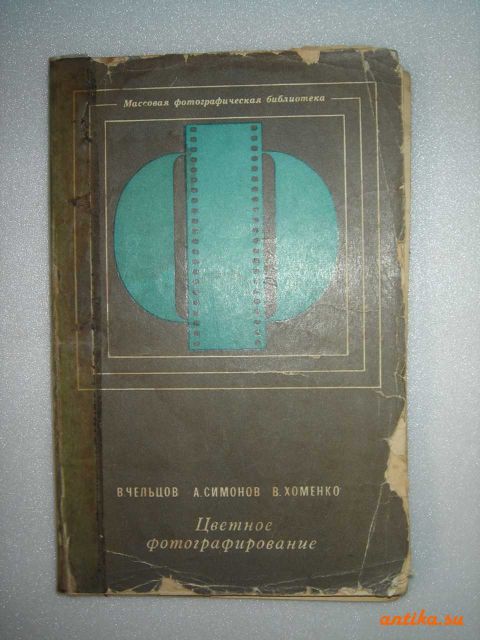 Массовая фотографическая библиотека
В.ЧЕЛЬЦОВ А.СИМОНОВ В.ХОМЕНКО
Цветное
фотографирование
antika.su